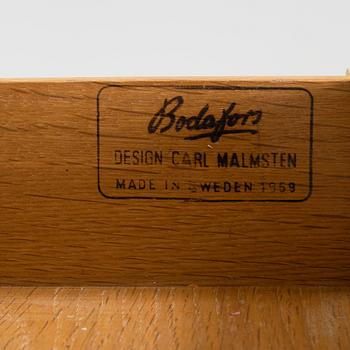 Bodafors
DESIGN CARL MALMSTEN
MADE IN SWEDEN 1959